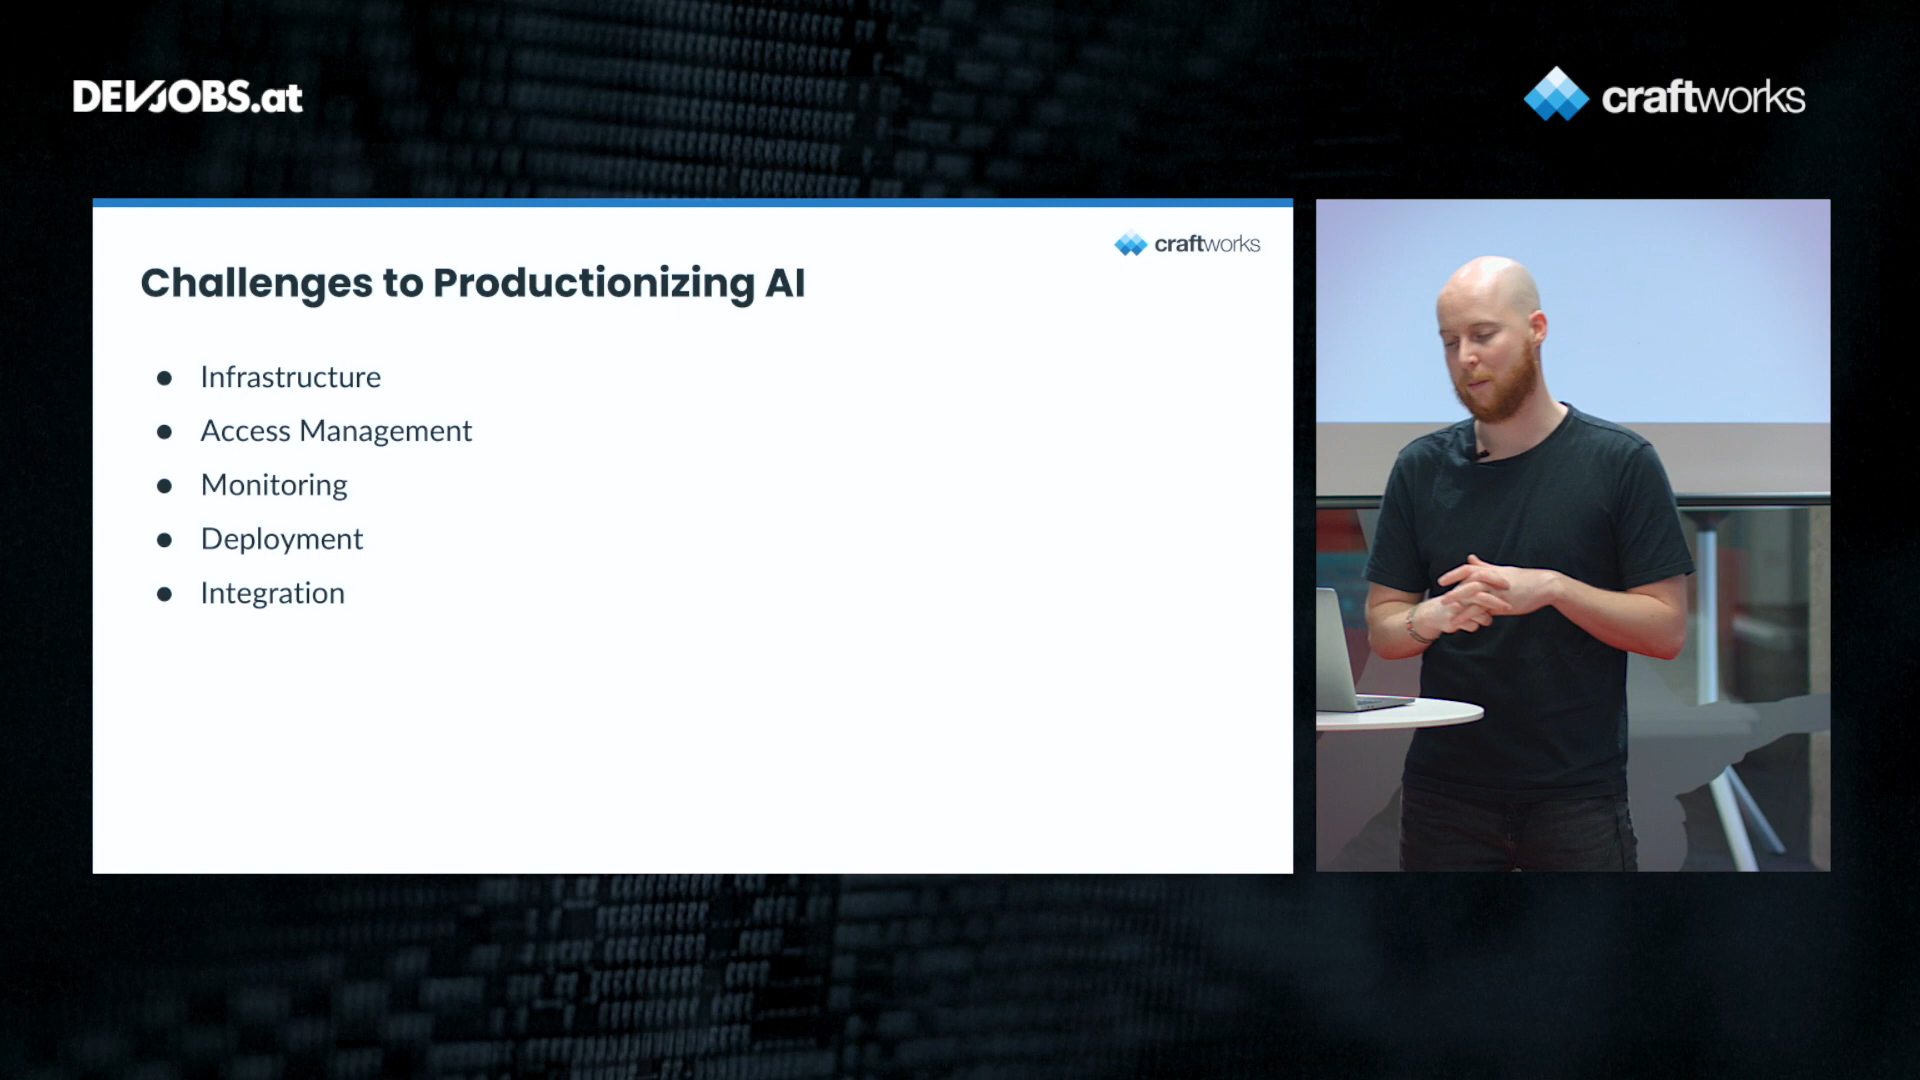 DEVJOBS.at
craftworks
craftworks
Challenges to Productionizing AI
● Infrastructure
● Access Management
● Monitoring
● Deployment
● Integration